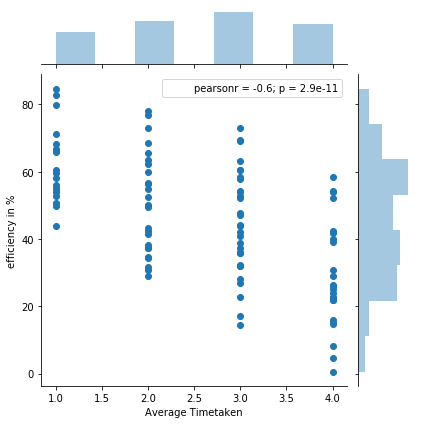 pearsonr = -0.6; p = 2.9e-11
80
60
40
20
0
efficiency in %
1.0 1.5 2.0 2.5 3.0 3.5 4.0
Average Timetaken